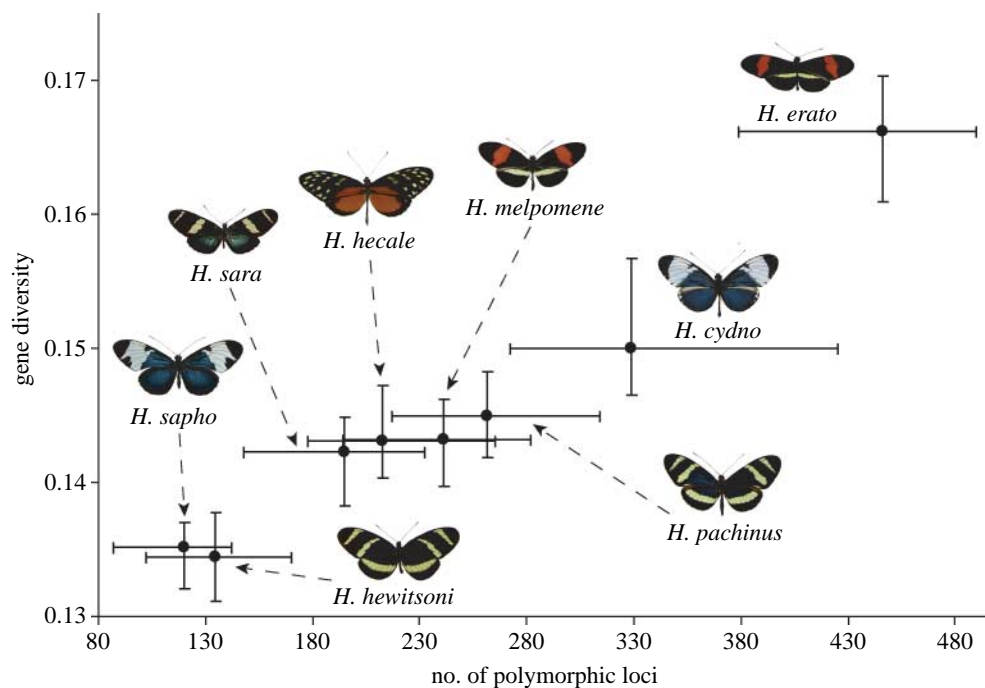 0.17
0.16
0.15
0.14
0.13
gene diversity
80
130
180
230
280
330
380
430
480
no. of polymorphic loci
H. erato
H. melpomene
H. hecale
H. sara
H. cydno
H. sapho
H. pachinus
H. hewitsoni